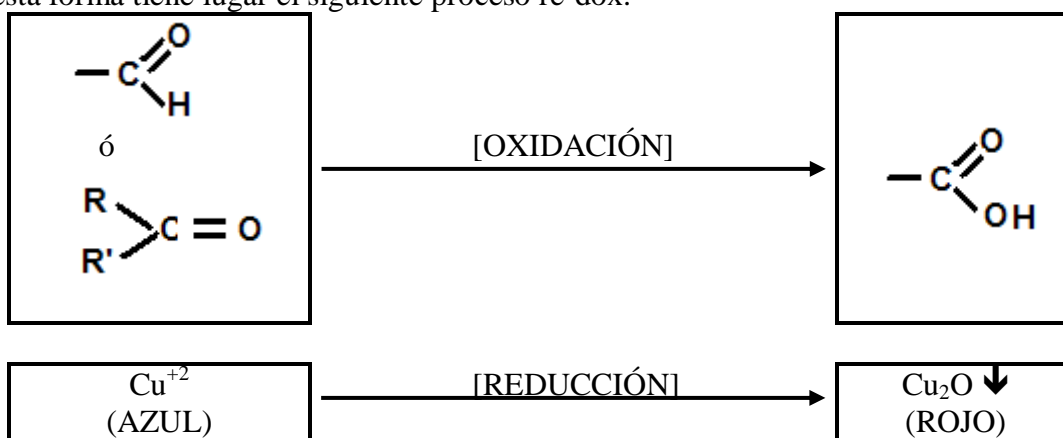 esta forma tiene lugar el siguiente proceso re-dox:
O
C
H
ó
[OXIDACIÓN]
R
C = O
R'
O
C
OH
Cu+2
(AZUL)
[REDUCCIÓN]
Cu2O ↓
(ROJO)